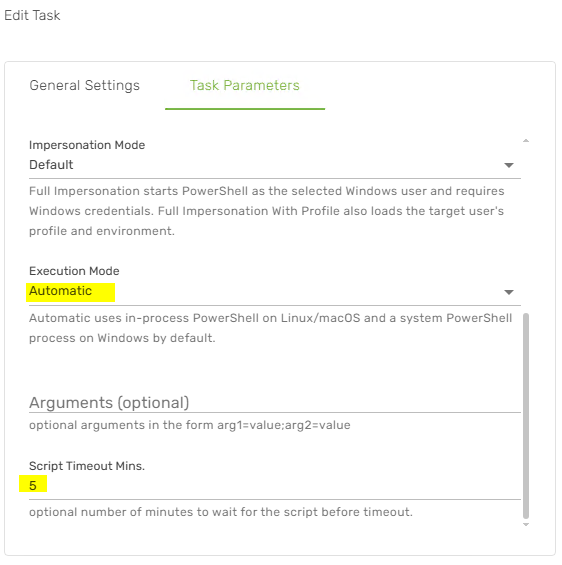 Edit Task
General Settings
Task Parameters
Impersonation Mode
Default
Full Impersonation starts PowerShell as the selected Windows user and requires
Windows credentials. Full Impersonation With Profile also loads the target user's
profile and environment.
Execution Mode
Automatic
Automatic uses in-process PowerShell on Linux/macOS and a system PowerShell
process on Windows by default.
Arguments (optional)
optional arguments in the form arg1=value;arg2=value
Script Timeout Mins.
5
optional number of minutes to wait for the script before timeout.